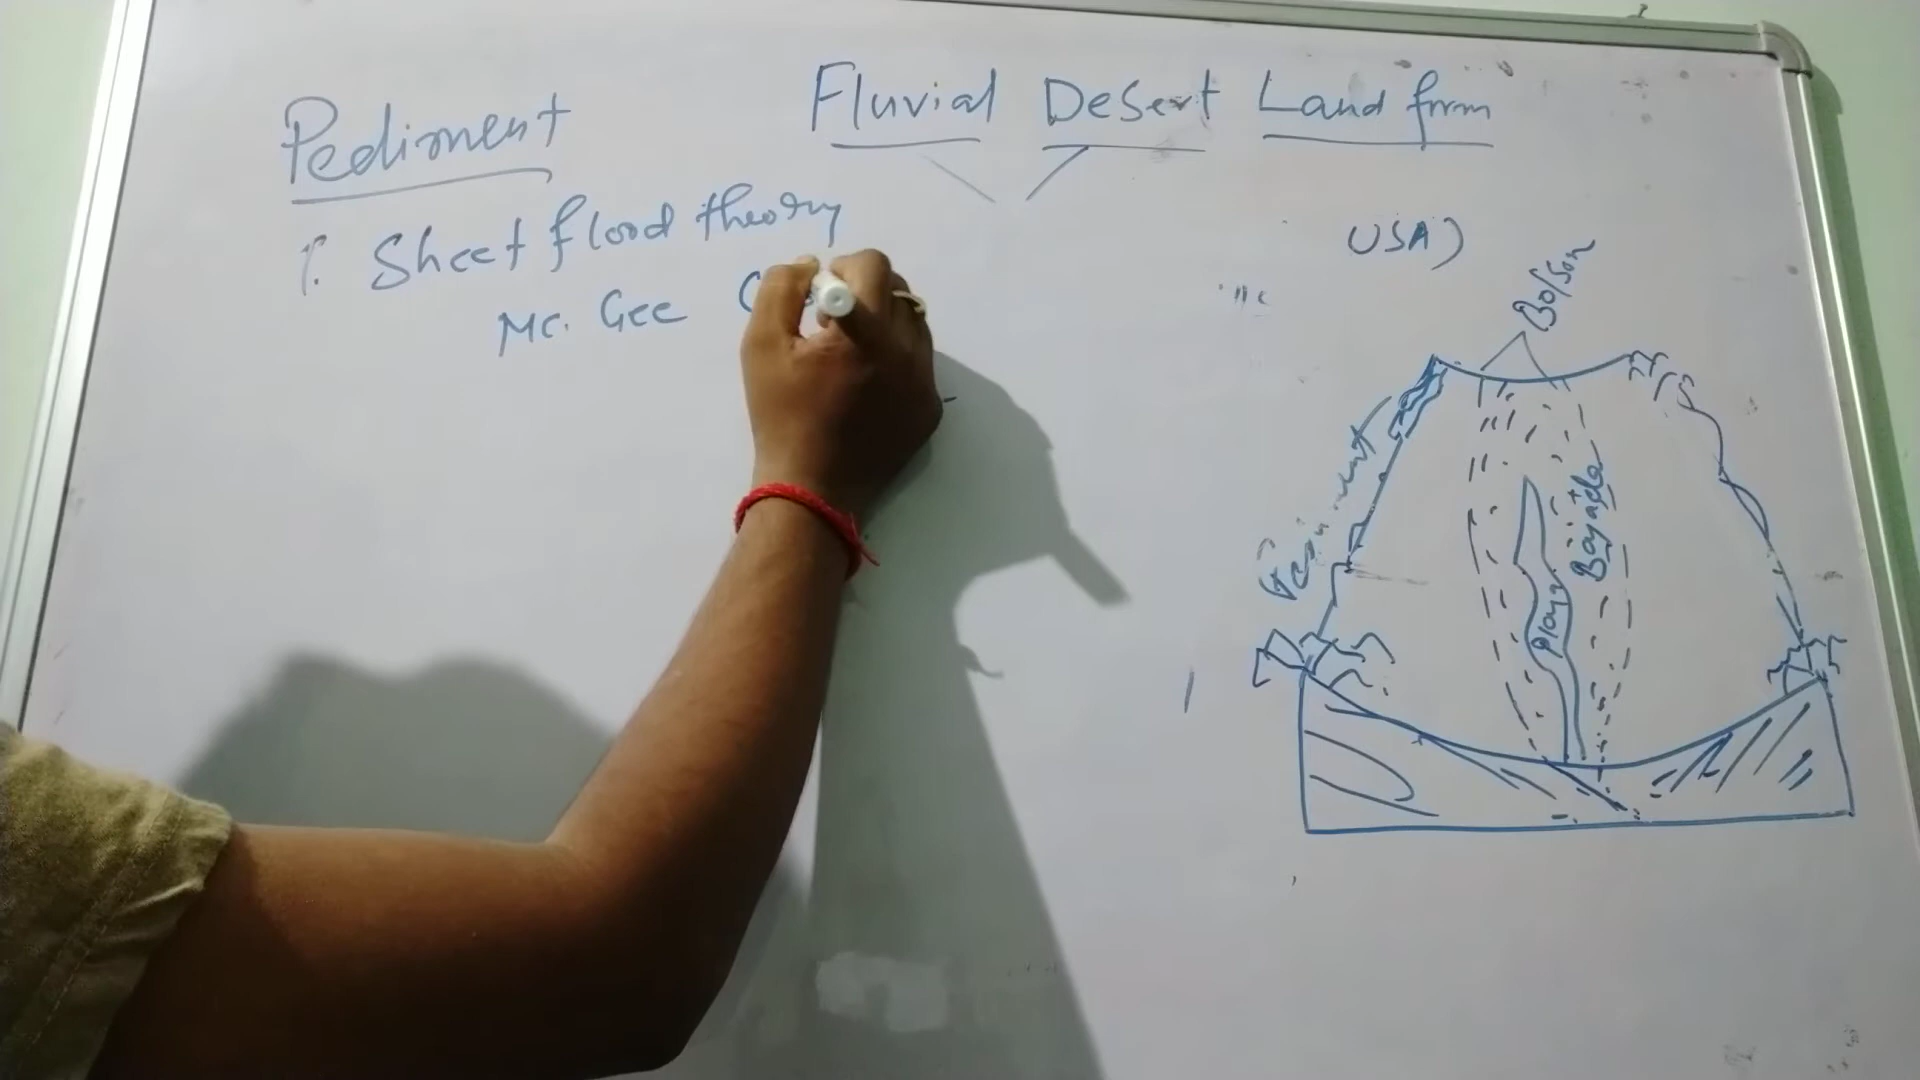 Fluvial Desert Land form
Pediment
1. Sheet flood theory
Mc. Gee (
USA)
Bolson
Bajada
Playa